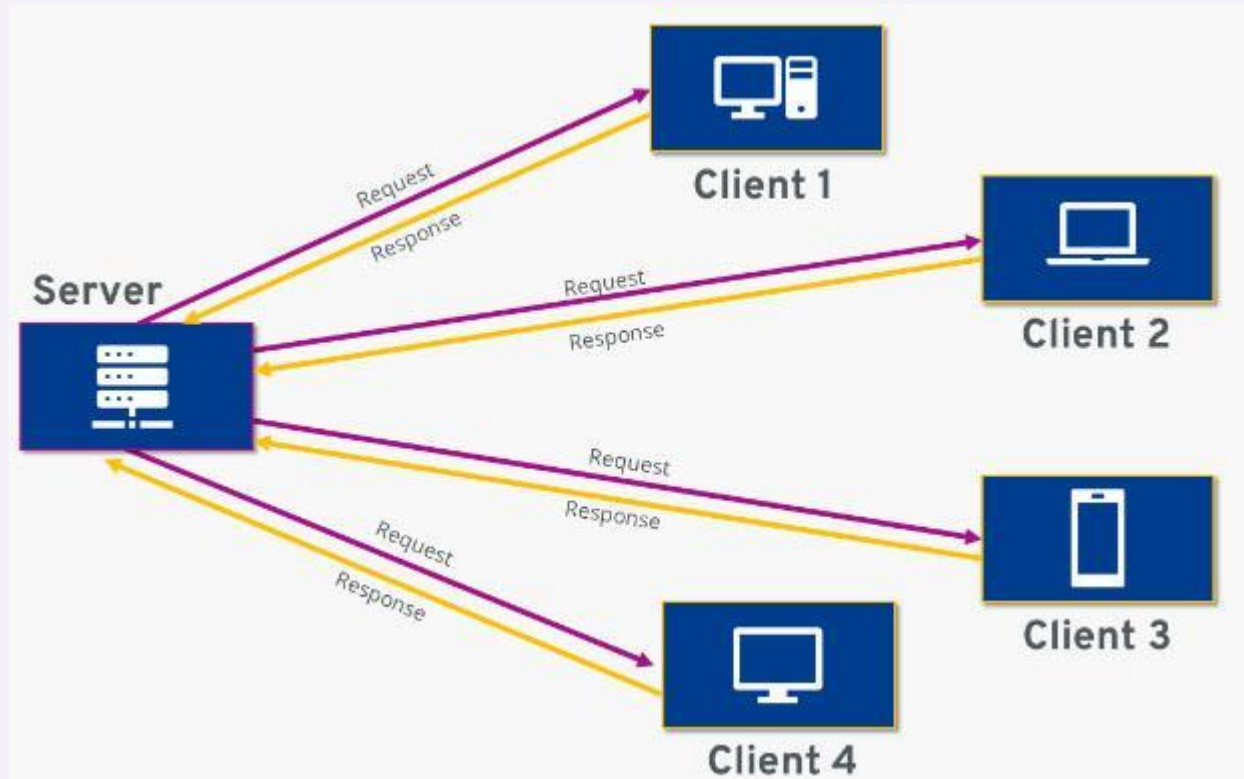 Client 1
Request
Response
Client 2
Request
Response
Server
Request
Response
Client 3
Request
Response
Client 4